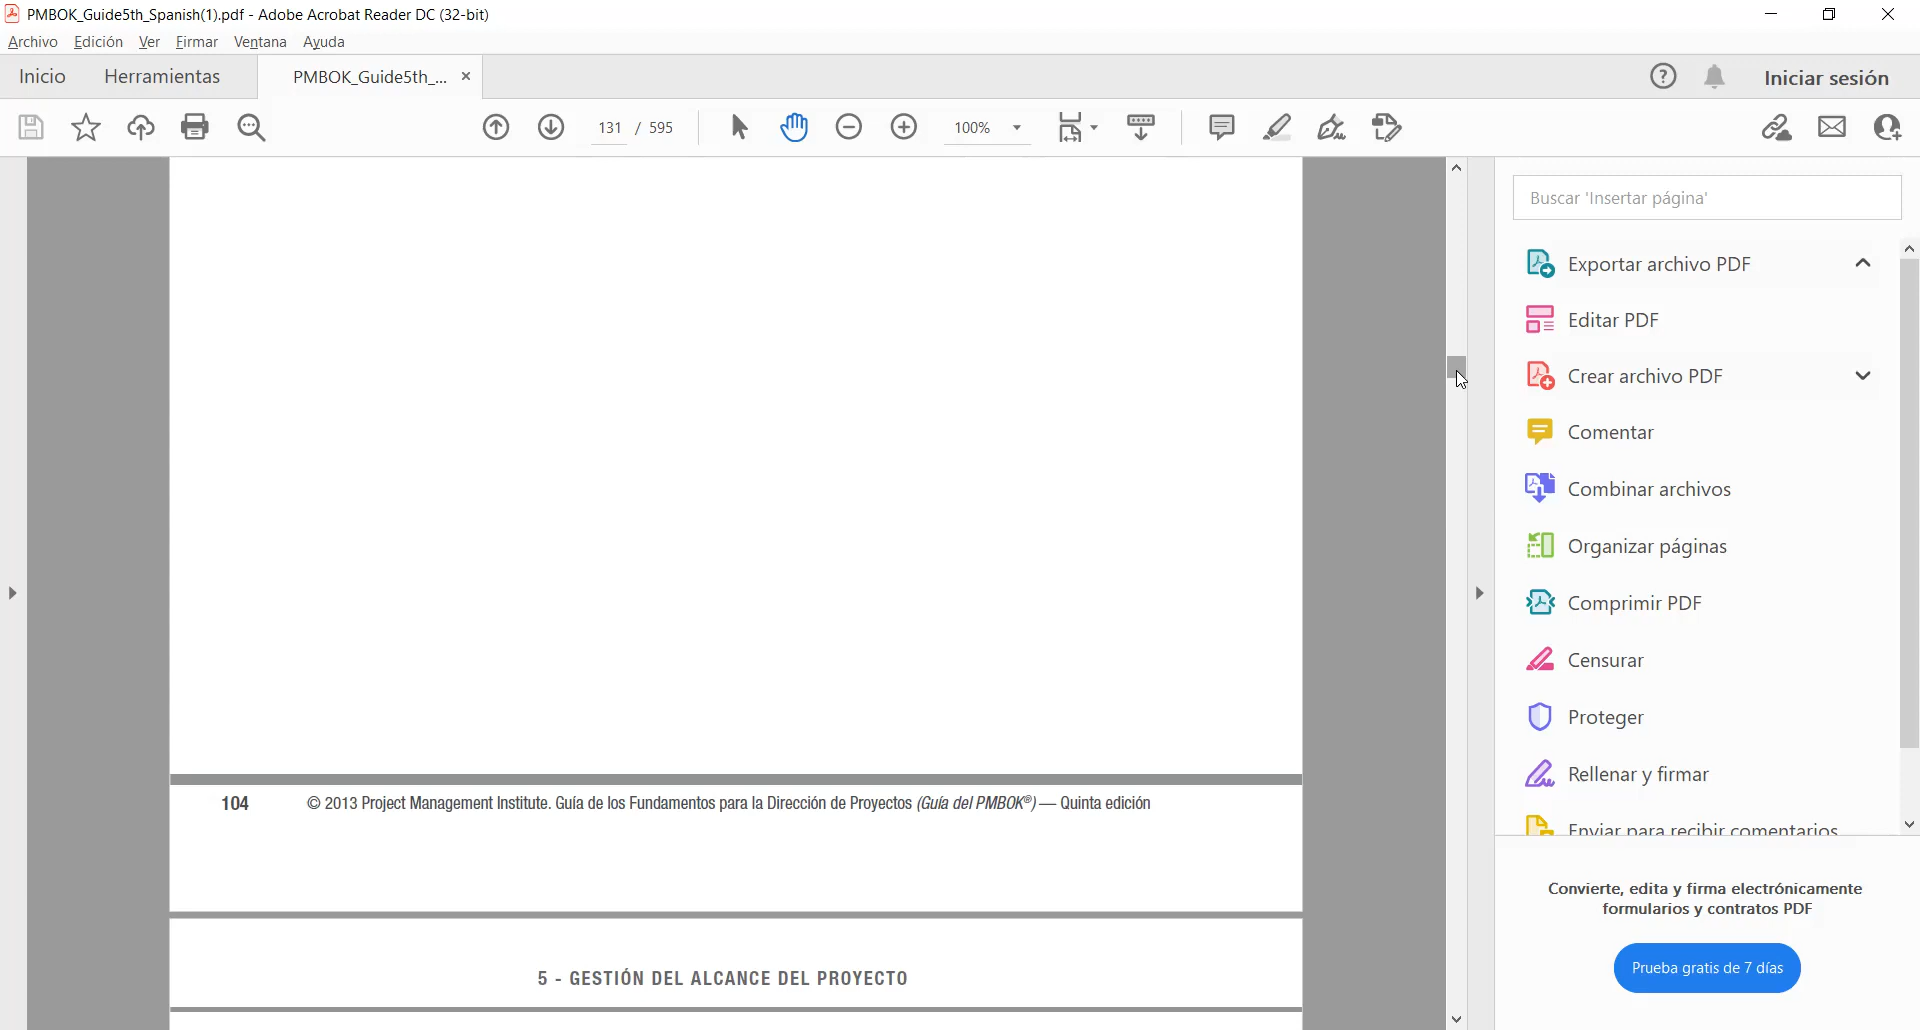 PMBOK_Guide5th_Spanish(1).pdf - Adobe Acrobat Reader DC (32-bit)
Archivo Edición Ver Firmar Ventana Ayuda
Inicio Herramientas PMBOK_Guide5th_... × Iniciar sesión
131 / 595 100%
Buscar 'Insertar página'
Exportar archivo PDF
Editar PDF
Crear archivo PDF
Comentar
Combinar archivos
Organizar páginas
Comprimir PDF
Censurar
Proteger
Rellenar y firmar
Enviar para recibir comentarios
Convierte, edita y firma electrónicamente
formularios y contratos PDF
Prueba gratis de 7 días
104 © 2013 Project Management Institute. Guía de los Fundamentos para la Dirección de Proyectos (Guía del PMBOK®) — Quinta edición
5 - GESTIÓN DEL ALCANCE DEL PROYECTO